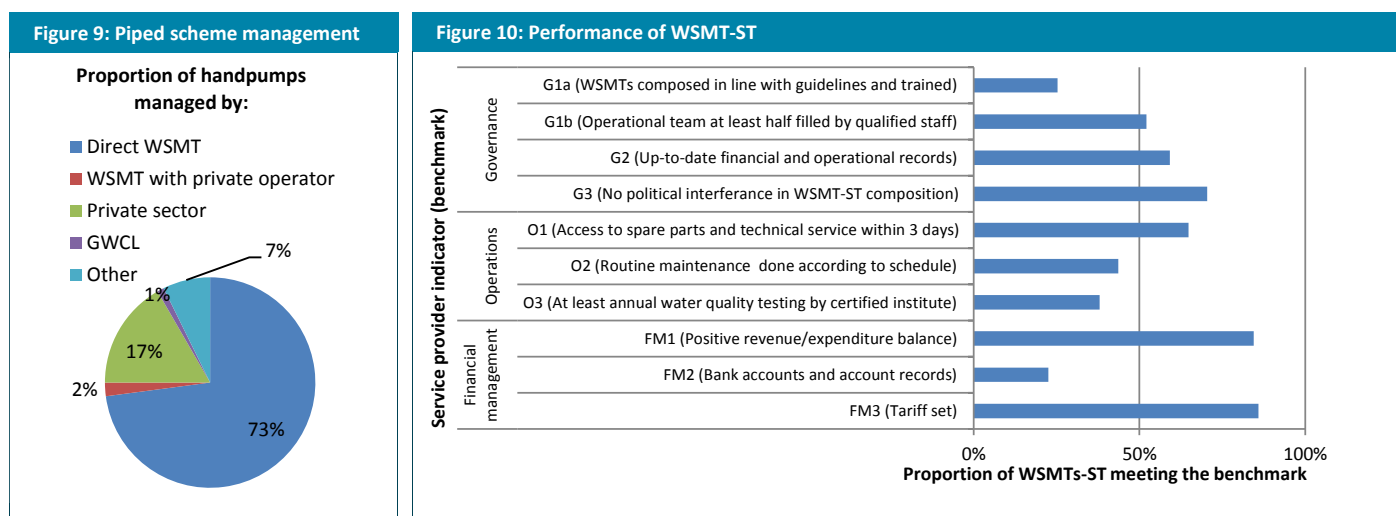 Figure 9: Piped scheme management
Proportion of handpumps
managed by:
Direct WSMT
WSMT with private operator
Private sector
GWCL
Other
7%
1%
17%
2%
73%
Figure 10: Performance of WSMT-ST
Service provider indicator (benchmark)
Governance
G1a (WSMTs composed in line with guidelines and trained)
G1b (Operational team at least half filled by qualified staff)
G2 (Up-to-date financial and operational records)
G3 (No political interferance in WSMT-ST composition)
Operations
O1 (Access to spare parts and technical service within 3 days)
O2 (Routine maintenance done according to schedule)
O3 (At least annual water quality testing by certified institute)
Financial
management
FM1 (Positive revenue/expenditure balance)
FM2 (Bank accounts and account records)
FM3 (Tariff set)
0% 50% 100%
Proportion of WSMTs-ST meeting the benchmark